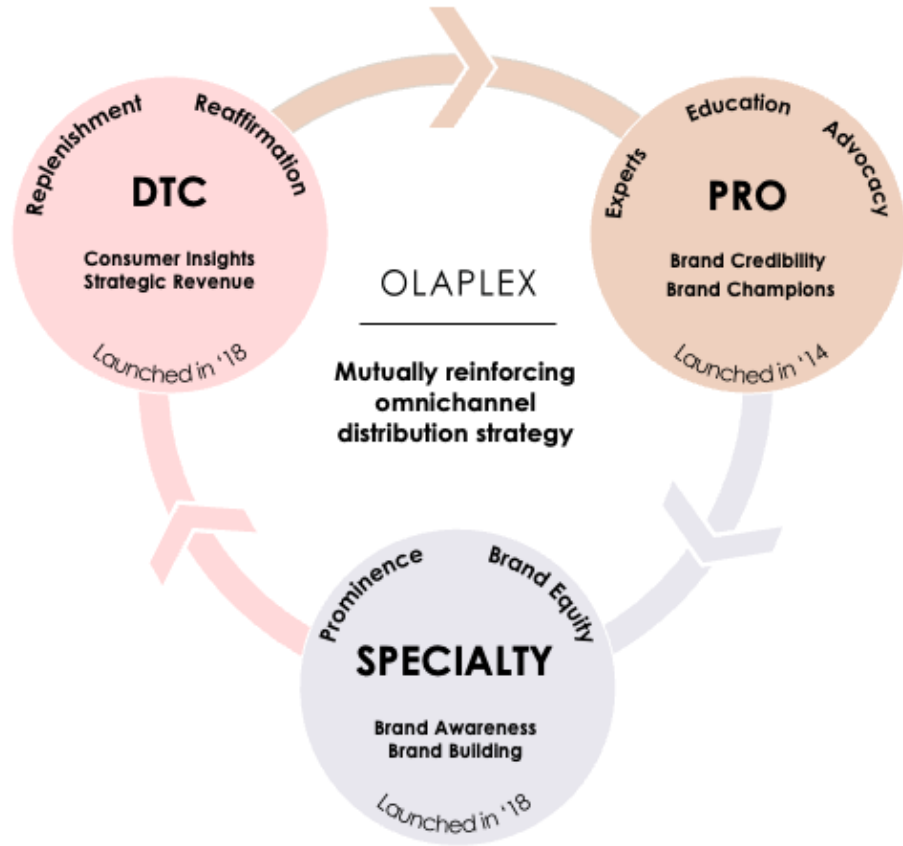 Replenishment Reaffirmation
DTC
Consumer Insights
Strategic Revenue
Launched in ‘18
Experts Education Advocacy
PRO
Brand Credibility
Brand Champions
Launched in ‘14
OLAPLEX
Mutually reinforcing
omnichannel
distribution strategy
Prominence Brand Equity
SPECIALTY
Brand Awareness
Brand Building
Launched in ‘18